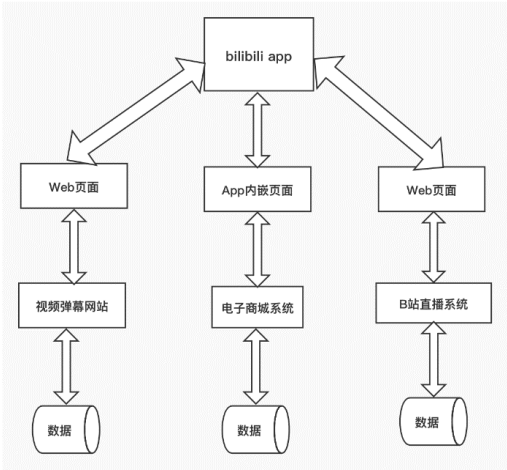 bilibili app
Web页面
App内嵌页面
Web页面
视频弹幕网站
电子商城系统
B站直播系统
数据
数据
数据